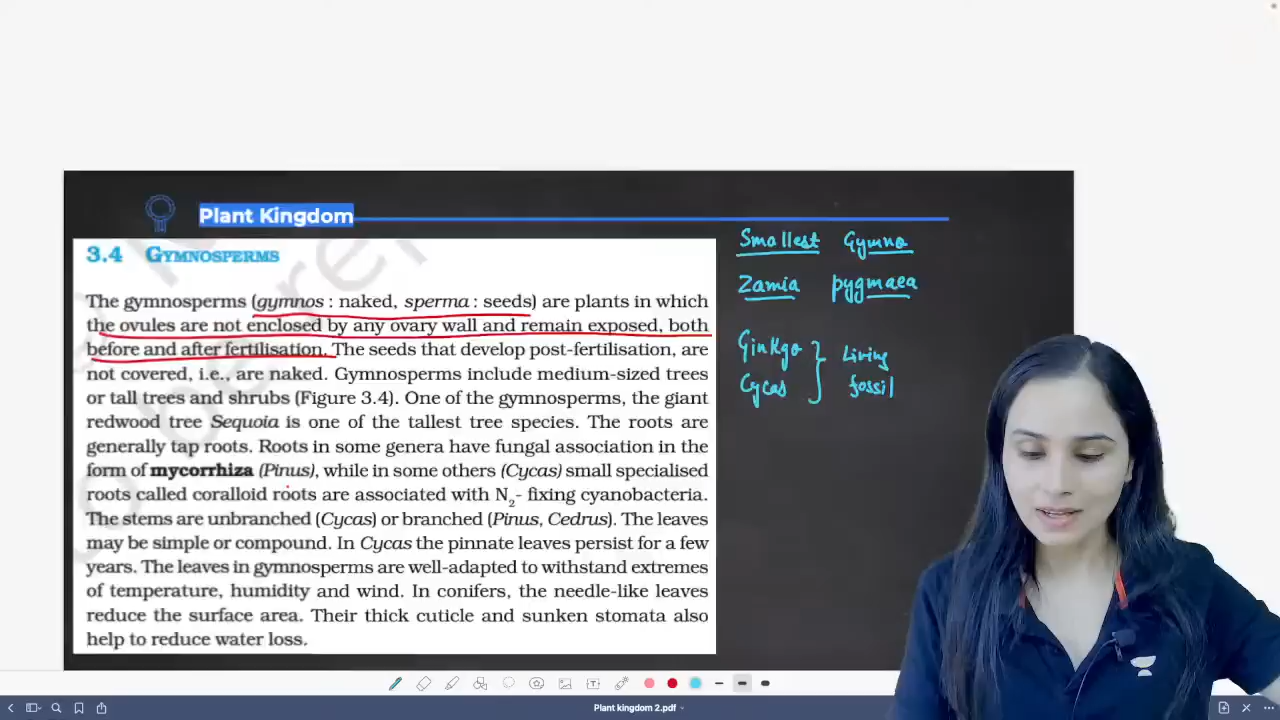 Plant Kingdom
3.4 GYMNOSPERMS
The gymnosperms (gymnos : naked, sperma : seeds) are plants in which
the ovules are not enclosed by any ovary wall and remain exposed, both
before and after fertilisation. The seeds that develop post-fertilisation, are
not covered, i.e., are naked. Gymnosperms include medium-sized trees
or tall trees and shrubs (Figure 3.4). One of the gymnosperms, the giant
redwood tree Sequoia is one of the tallest tree species. The roots are
generally tap roots. Roots in some genera have fungal association in the
form of mycorrhiza (Pinus), while in some others (Cycas) small specialised
roots called coralloid roots are associated with N2- fixing cyanobacteria.
The stems are unbranched (Cycas) or branched (Pinus, Cedrus). The leaves
may be simple or compound. In Cycas the pinnate leaves persist for a few
years. The leaves in gymnosperms are well-adapted to withstand extremes
of temperature, humidity and wind. In conifers, the needle-like leaves
reduce the surface area. Their thick cuticle and sunken stomata also
help to reduce water loss.
Smallest Gymno
Zamia pygmaea
Ginkgo } Living
Cycas fossil
Plant kingdom 2.pdf